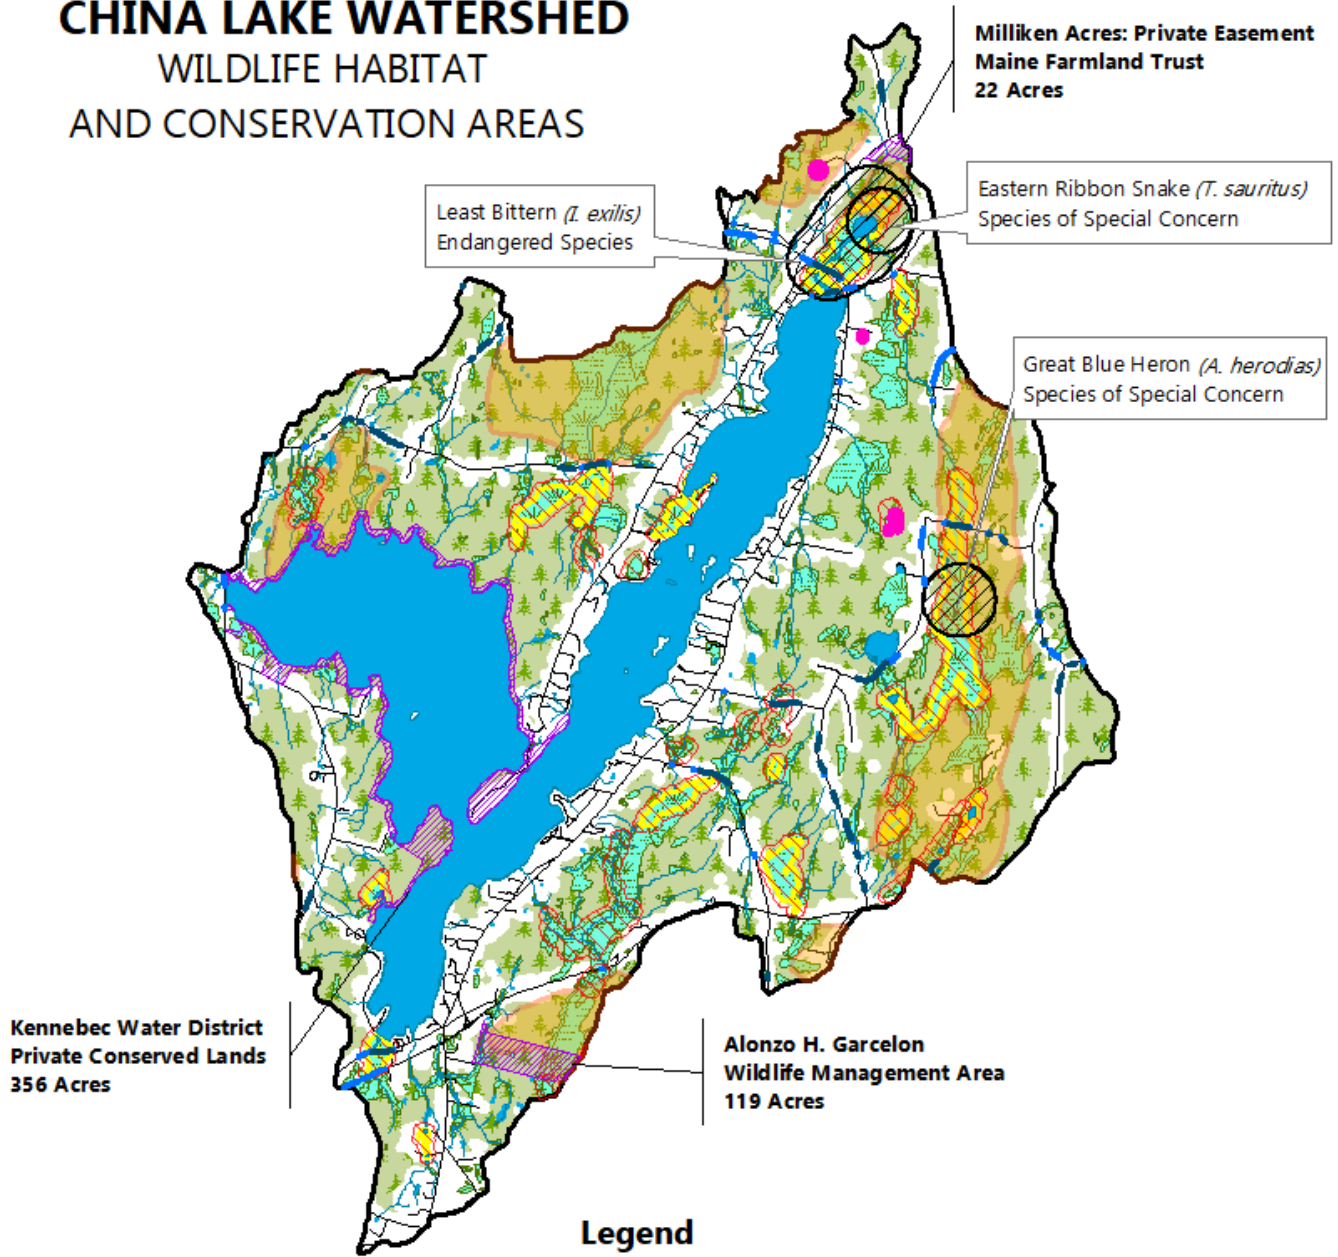 CHINA LAKE WATERSHED
WILDLIFE HABITAT
AND CONSERVATION AREAS
Milliken Acres: Private Easement
Maine Farmland Trust
22 Acres
Least Bittern (I. exilis)
Endangered Species
Eastern Ribbon Snake (T. sauritus)
Species of Special Concern
Great Blue Heron (A. herodias)
Species of Special Concern
Kennebec Water District
Private Conserved Lands
356 Acres
Alonzo H. Garcelon
Wildlife Management Area
119 Acres
Legend